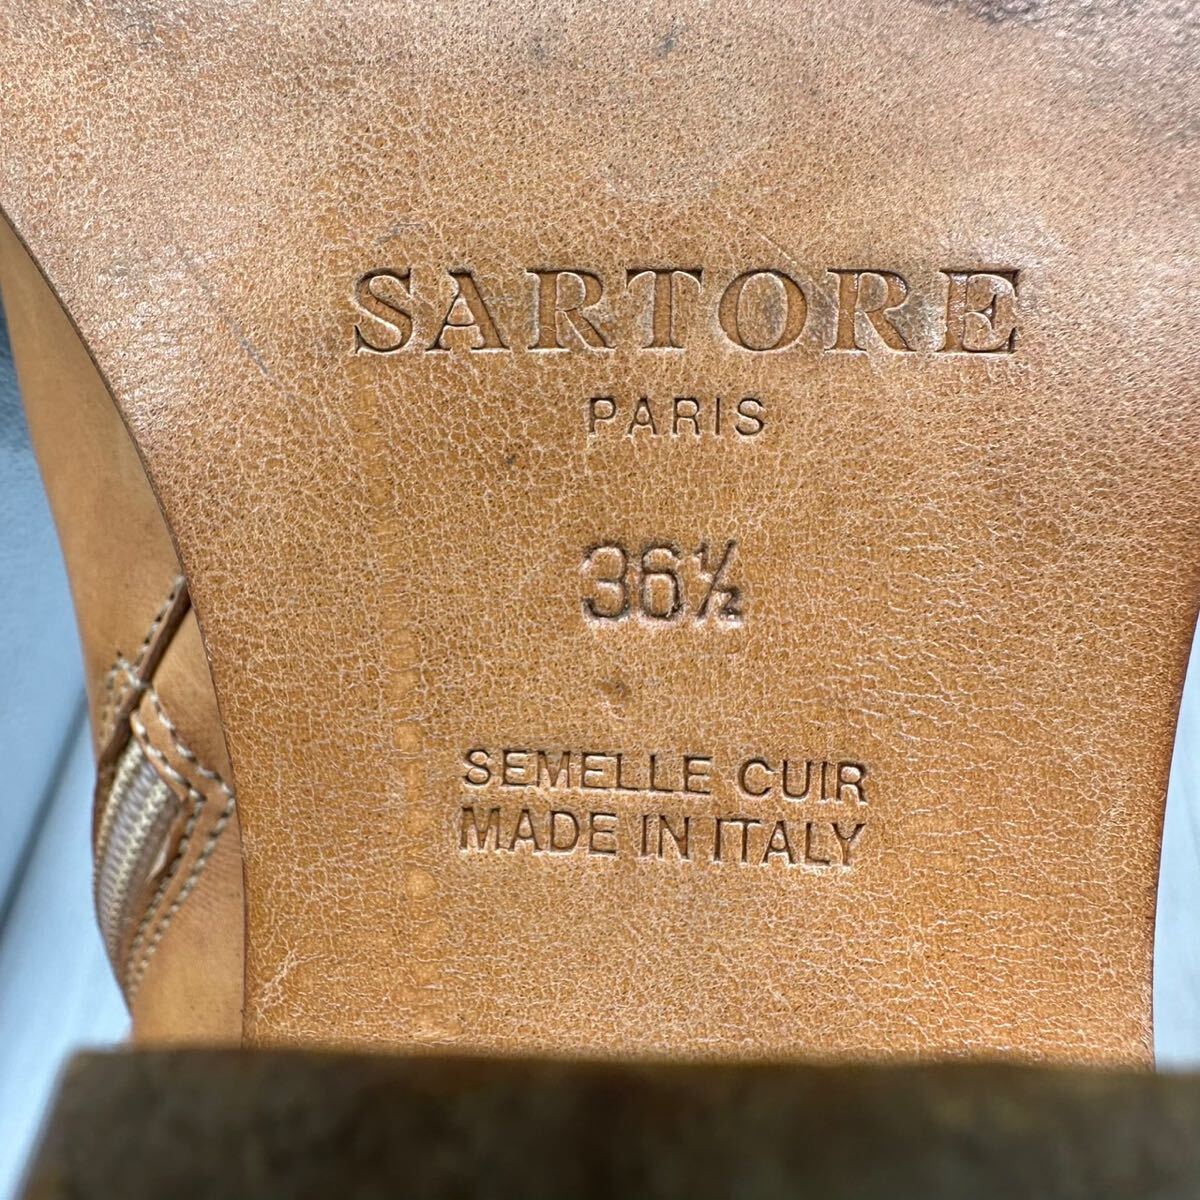 SARTORE
PARIS
36½
SEMELLE CUIR
MADE IN ITALY